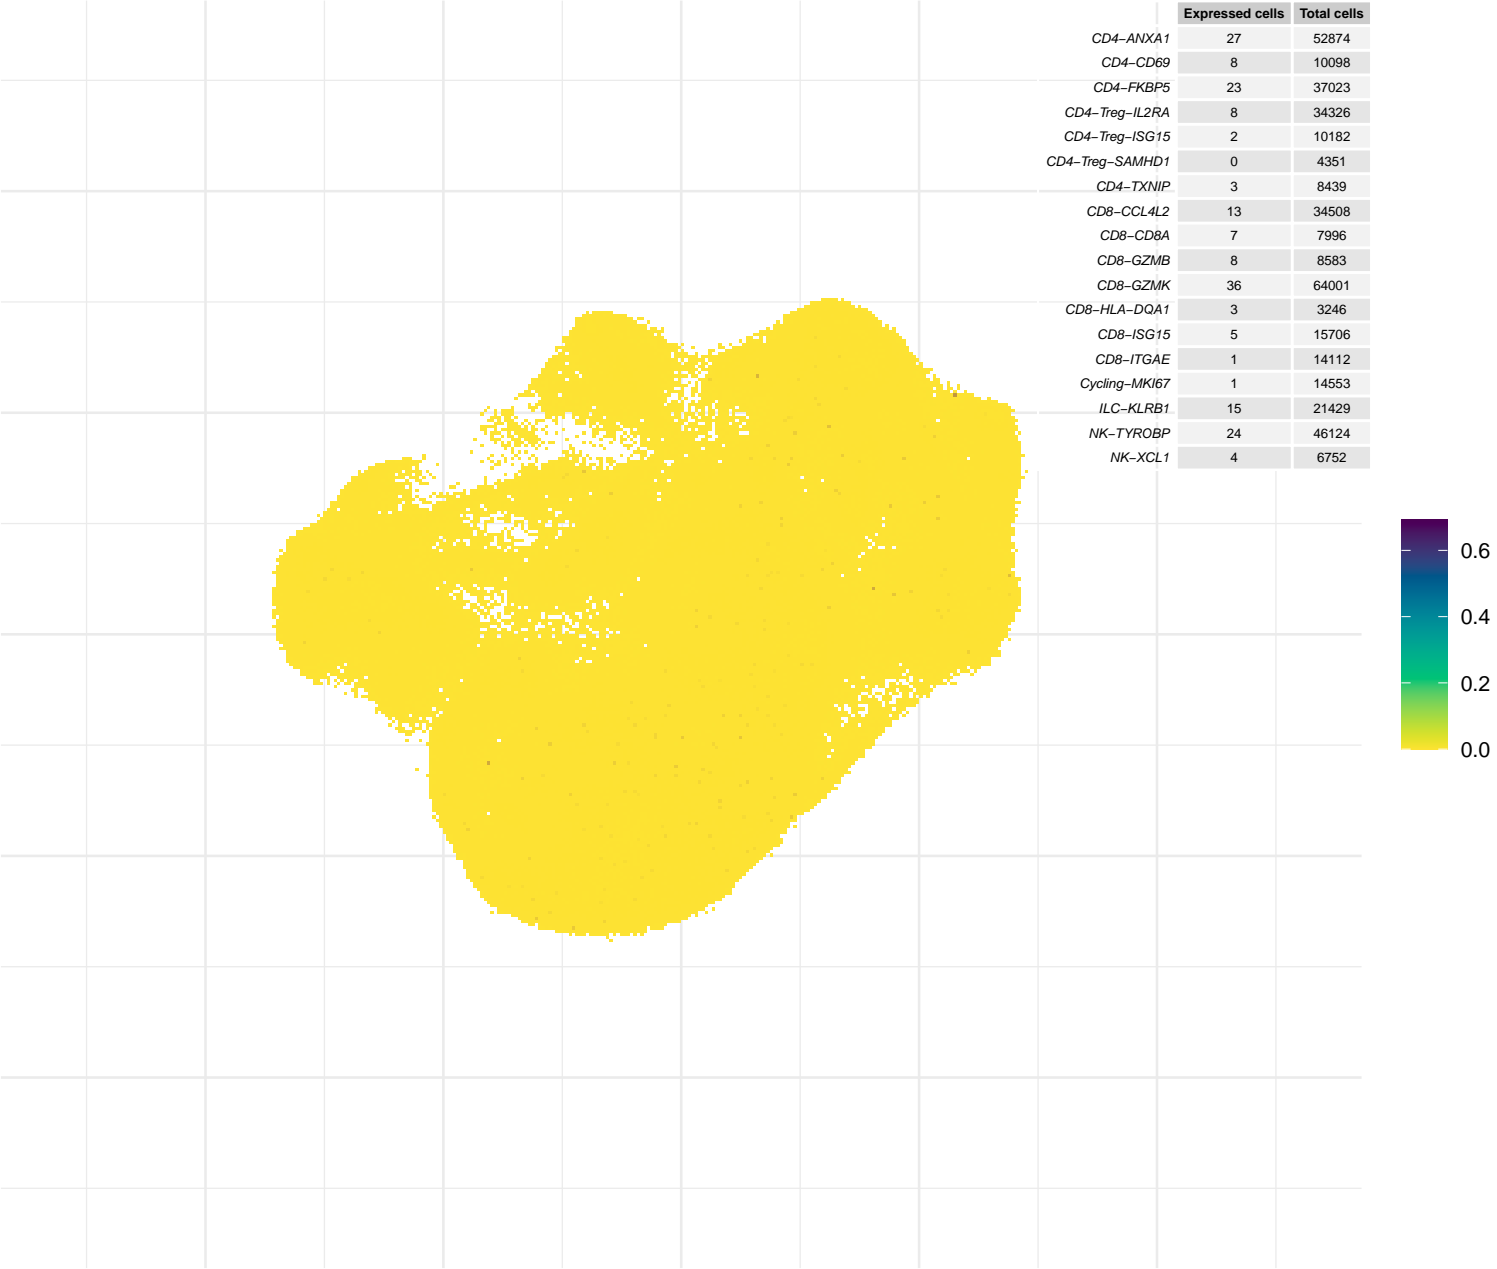 Expressed cells Total cells
CD4−ANXA1 27 52874
CD4−CD69 8 10098
CD4−FKBP5 23 37023
CD4−Treg−IL2RA 8 34326
CD4−Treg−ISG15 2 10182
CD4−Treg−SAMHD1 0 4351
CD4−TXNIP 3 8439
CD8−CCL4L2 13 34508
CD8−CD8A 7 7996
CD8−GZMB 8 8583
CD8−GZMK 36 64001
CD8−HLA−DQA1 3 3246
CD8−ISG15 5 15706
CD8−ITGAE 1 14112
Cycling−MKI67 1 14553
ILC−KLRB1 15 21429
NK−TYROBP 24 46124
NK−XCL1 4 6752
0.6
0.4
0.2
0.0